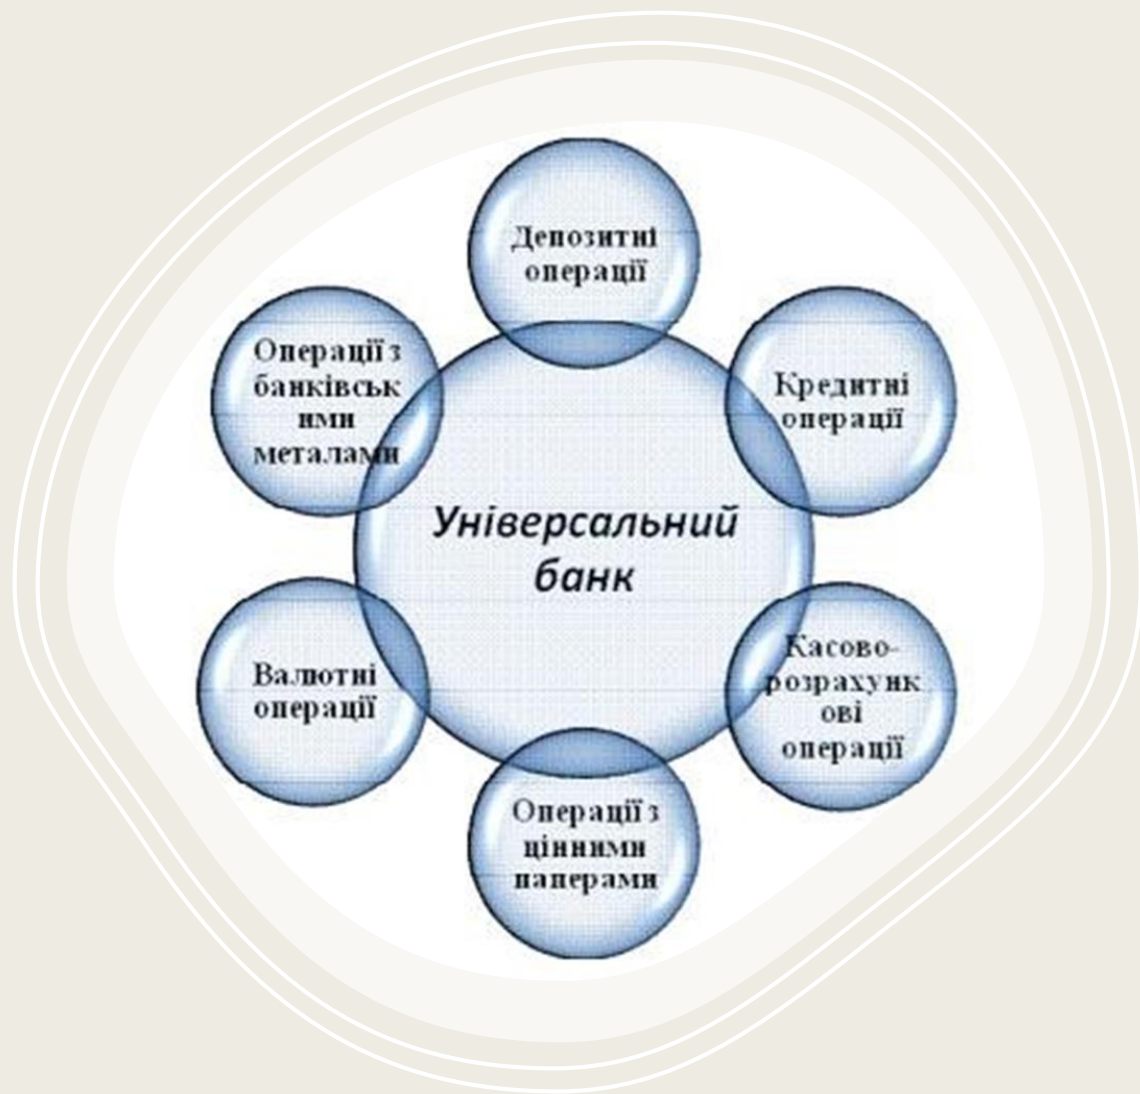 Депозитні
операції
Кредитні
операції
Касово-
розрахунк
ові
операції
Операції з
цінними
паперами
Валютні
операції
Операції з
банківськ
ими
металами
Універсальний
банк